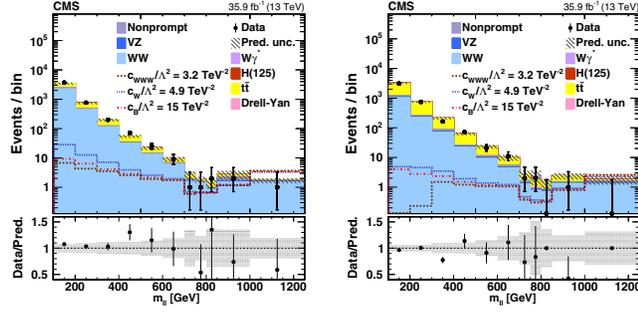 CMS 35.9 fb⁻¹ (13 TeV)
Nonprompt Data
VZ Pred. unc.
WW Wγ*
c_WWW/Λ² = 3.2 TeV⁻² H(125)
c_W/Λ² = 4.9 TeV⁻² tt̄
c_B/Λ² = 15 TeV⁻² Drell-Yan
Events / bin
10⁵
10⁴
10³
10²
10
1
Data/Pred.
1.5
1.0
0.5
200 400 600 800 1000 1200
m_ll [GeV]
CMS 35.9 fb⁻¹ (13 TeV)
Nonprompt Data
VZ Pred. unc.
WW Wγ*
c_WWW/Λ² = 3.2 TeV⁻² H(125)
c_W/Λ² = 4.9 TeV⁻² tt̄
c_B/Λ² = 15 TeV⁻² Drell-Yan
Events / bin
10⁵
10⁴
10³
10²
10
1
Data/Pred.
1.5
1.0
0.5
200 400 600 800 1000 1200
m_ll [GeV]